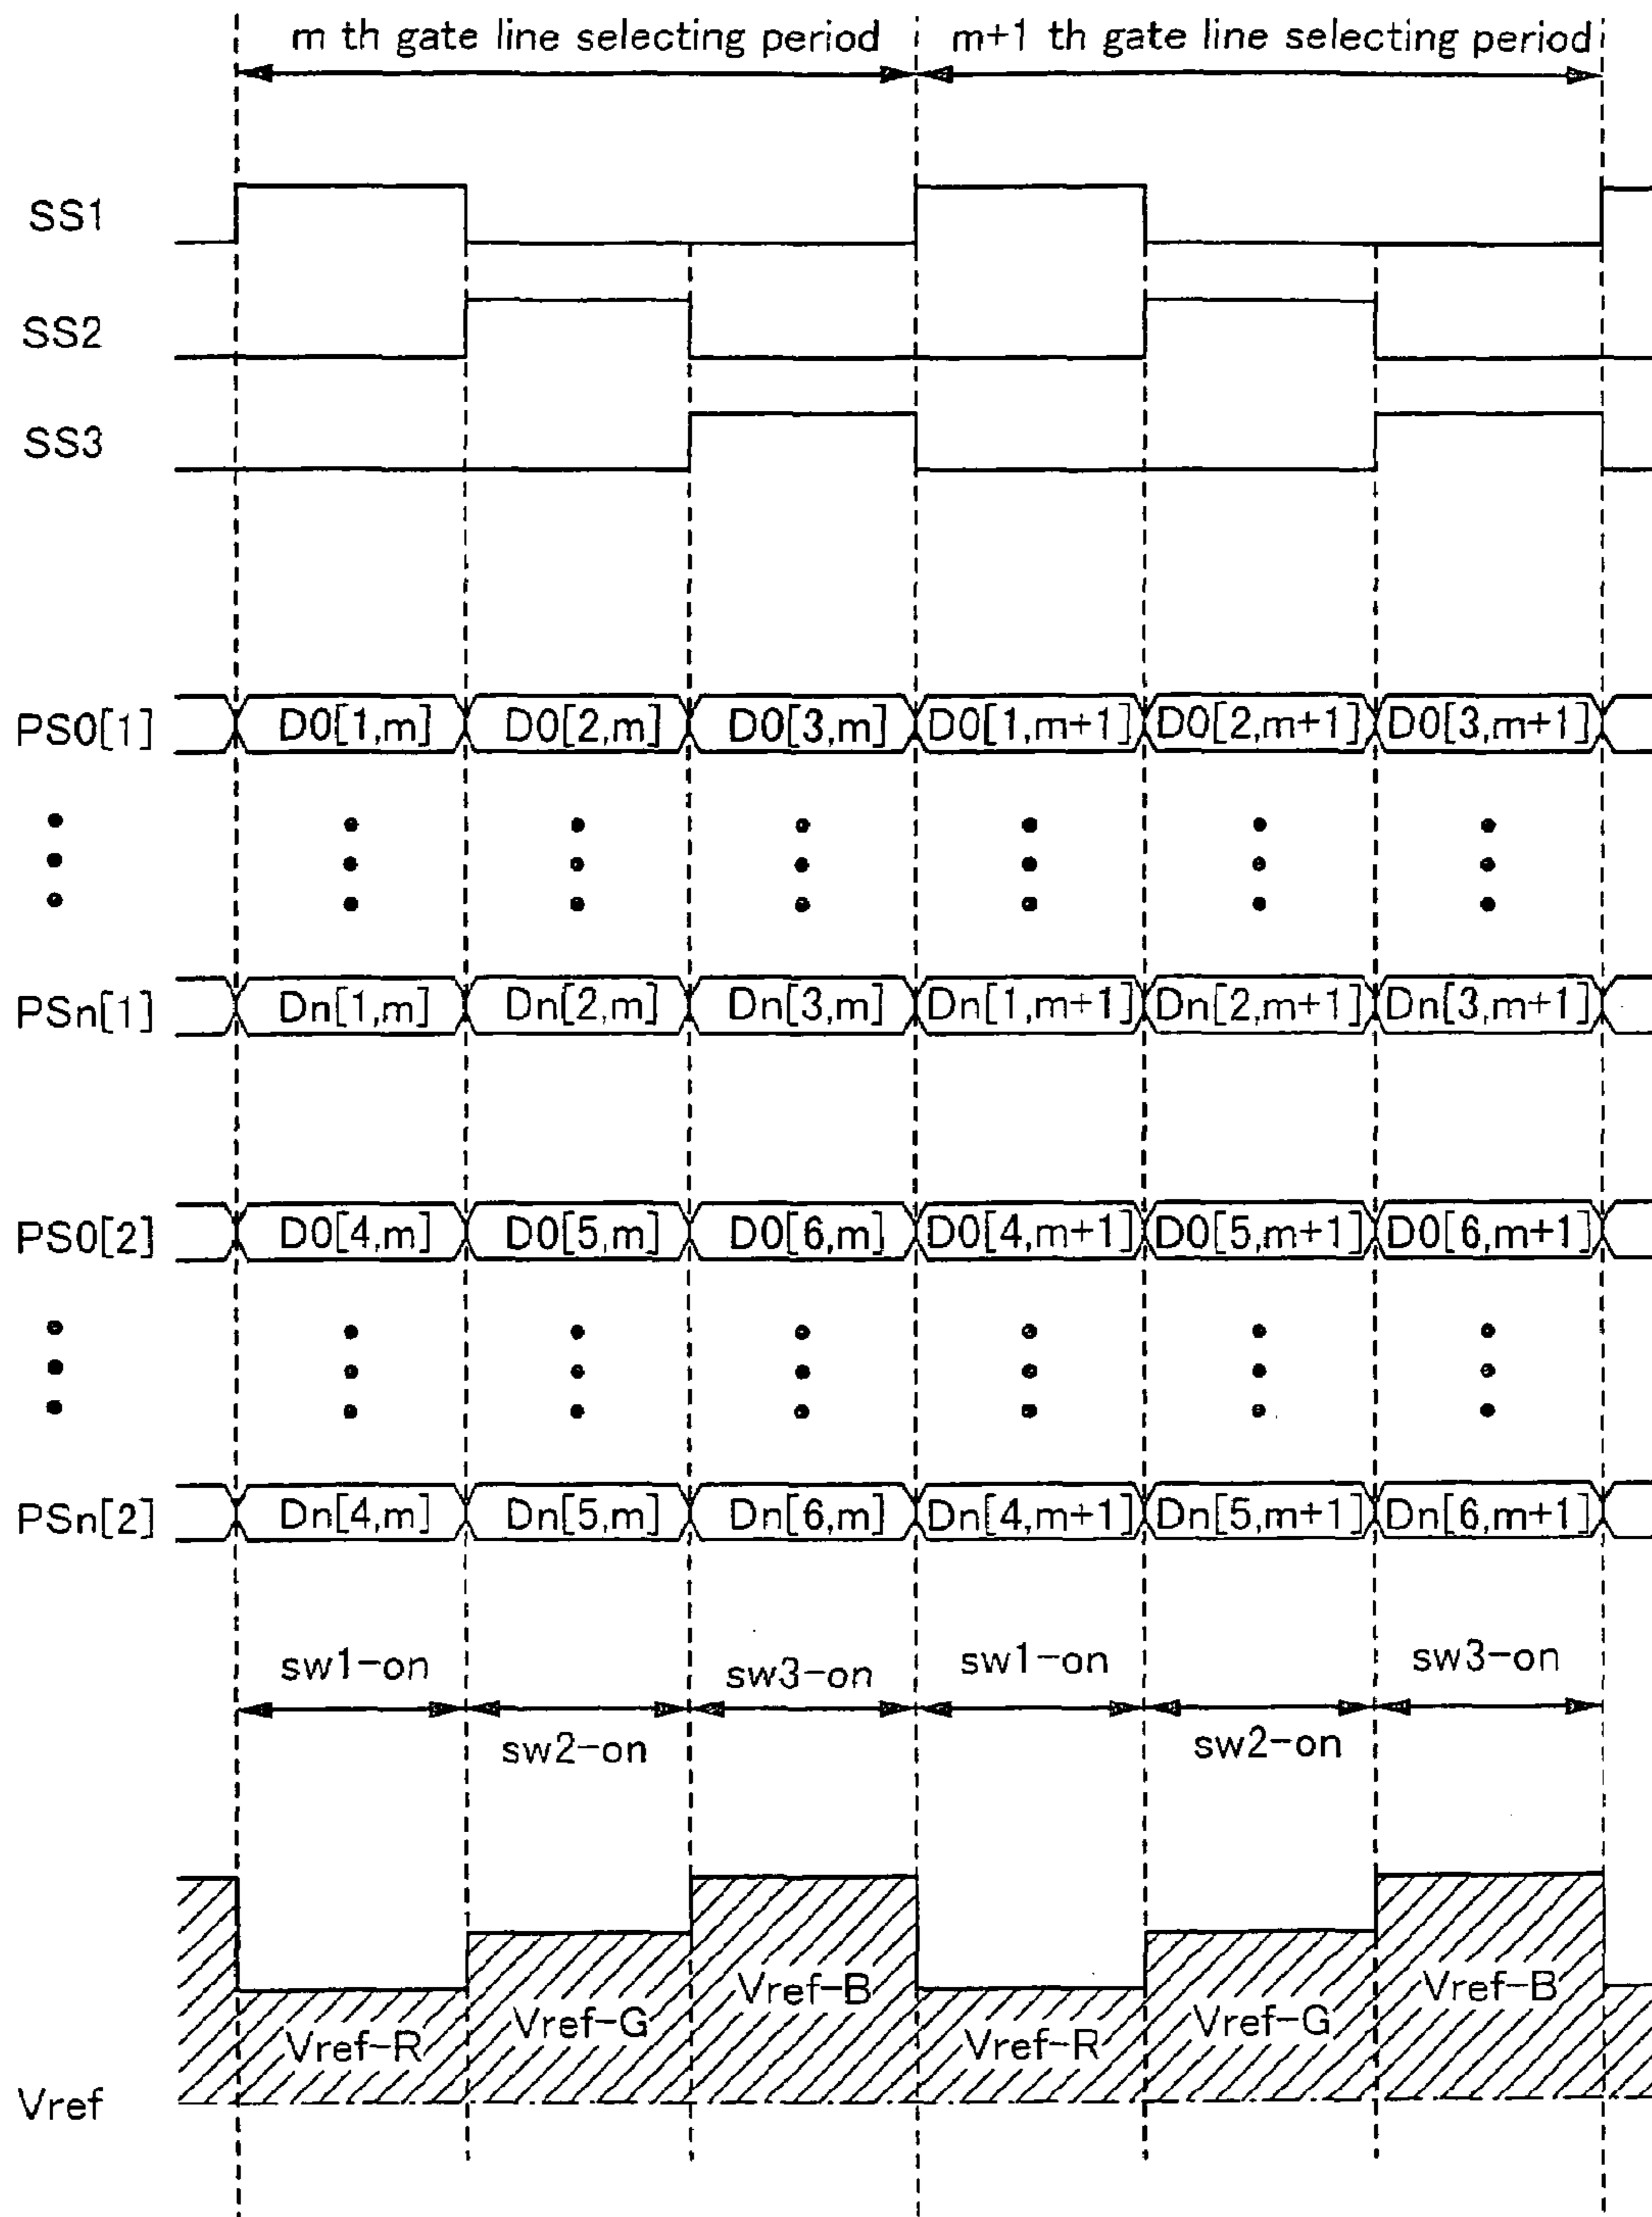 m th gate line selecting period m+1 th gate line selecting period
SS1
SS2
SS3
PS0[1] D0[1,m] D0[2,m] D0[3,m] D0[1,m+1] D0[2,m+1] D0[3,m+1]
PSn[1] Dn[1,m] Dn[2,m] Dn[3,m] Dn[1,m+1] Dn[2,m+1] Dn[3,m+1]
PS0[2] D0[4,m] D0[5,m] D0[6,m] D0[4,m+1] D0[5,m+1] D0[6,m+1]
PSn[2] Dn[4,m] Dn[5,m] Dn[6,m] Dn[4,m+1] Dn[5,m+1] Dn[6,m+1]
sw1-on sw2-on sw3-on sw1-on sw2-on sw3-on
Vref-R Vref-G Vref-B Vref-R Vref-G Vref-B
Vref